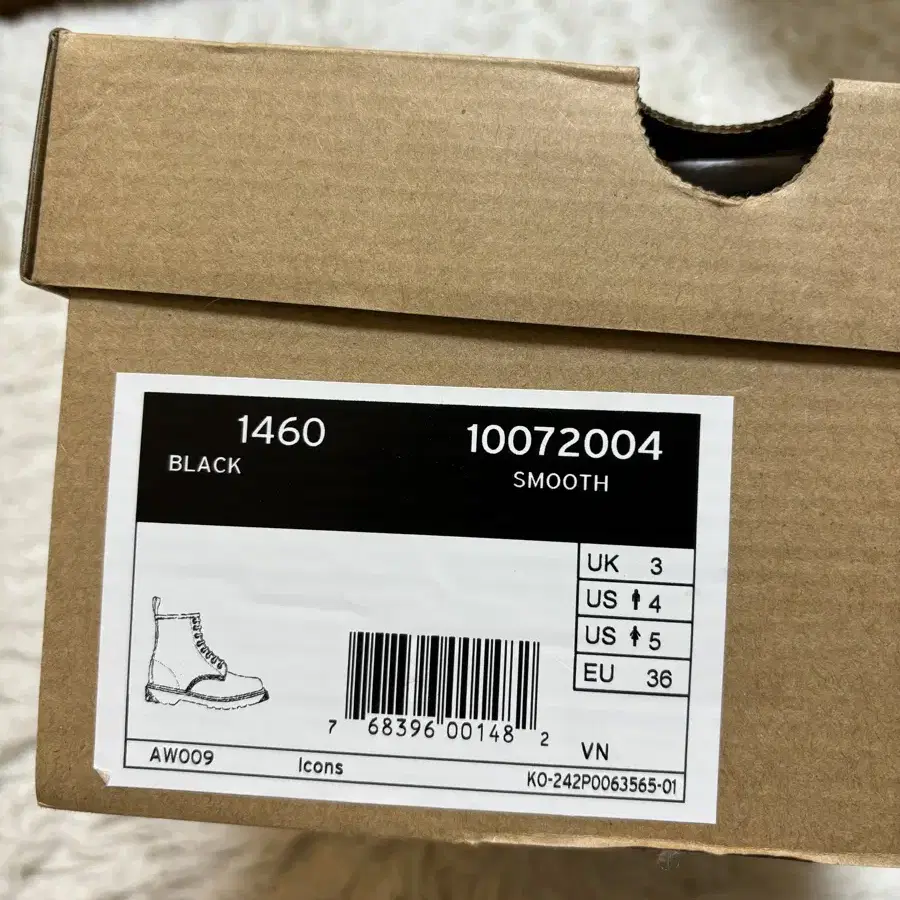 1460 10072004
BLACK SMOOTH
UK 3
US 4
US 5
EU 36
7 68396 00148 2
VN
AW009 Icons KO-242P0063565-01